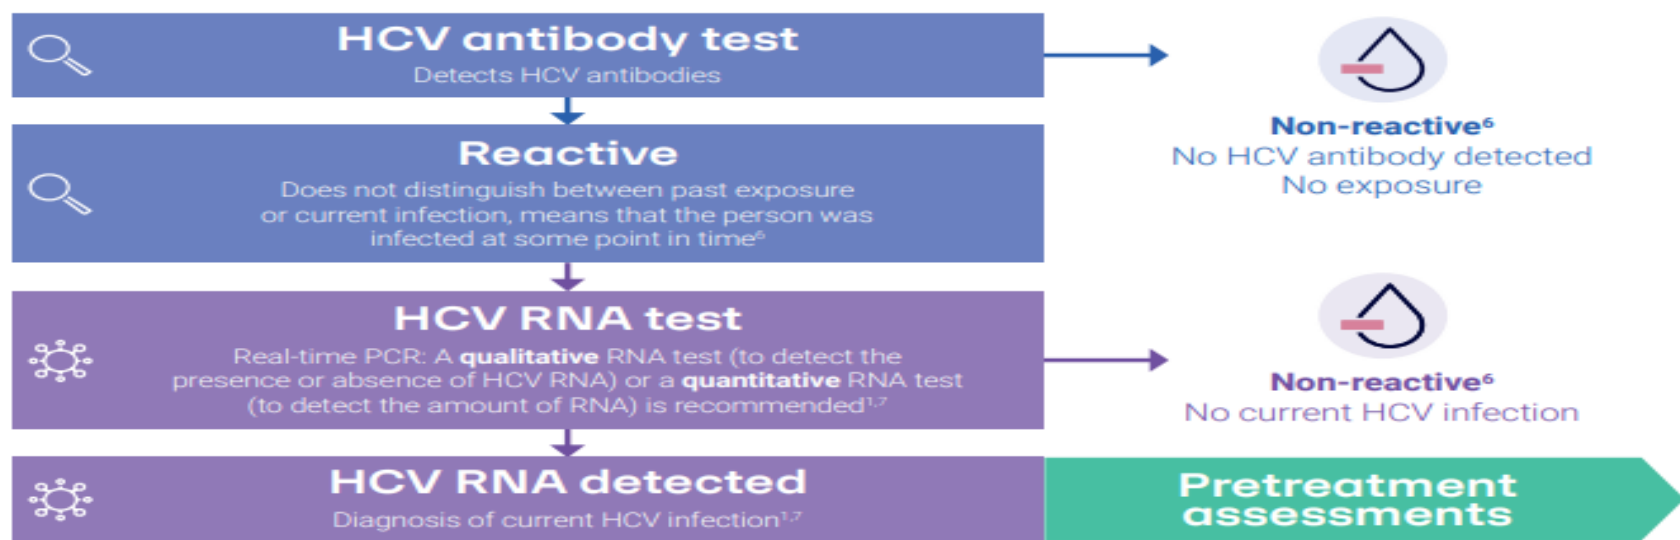 HCV antibody test
Detects HCV antibodies
Non-reactive⁶
No HCV antibody detected
No exposure
Reactive
Does not distinguish between past exposure
or current infection, means that the person was
infected at some point in time⁶
HCV RNA test
Real-time PCR: A qualitative RNA test (to detect the
presence or absence of HCV RNA) or a quantitative RNA test
(to detect the amount of RNA) is recommended¹,⁷
Non-reactive⁶
No current HCV infection
HCV RNA detected
Diagnosis of current HCV infection¹,⁷
Pretreatment
assessments